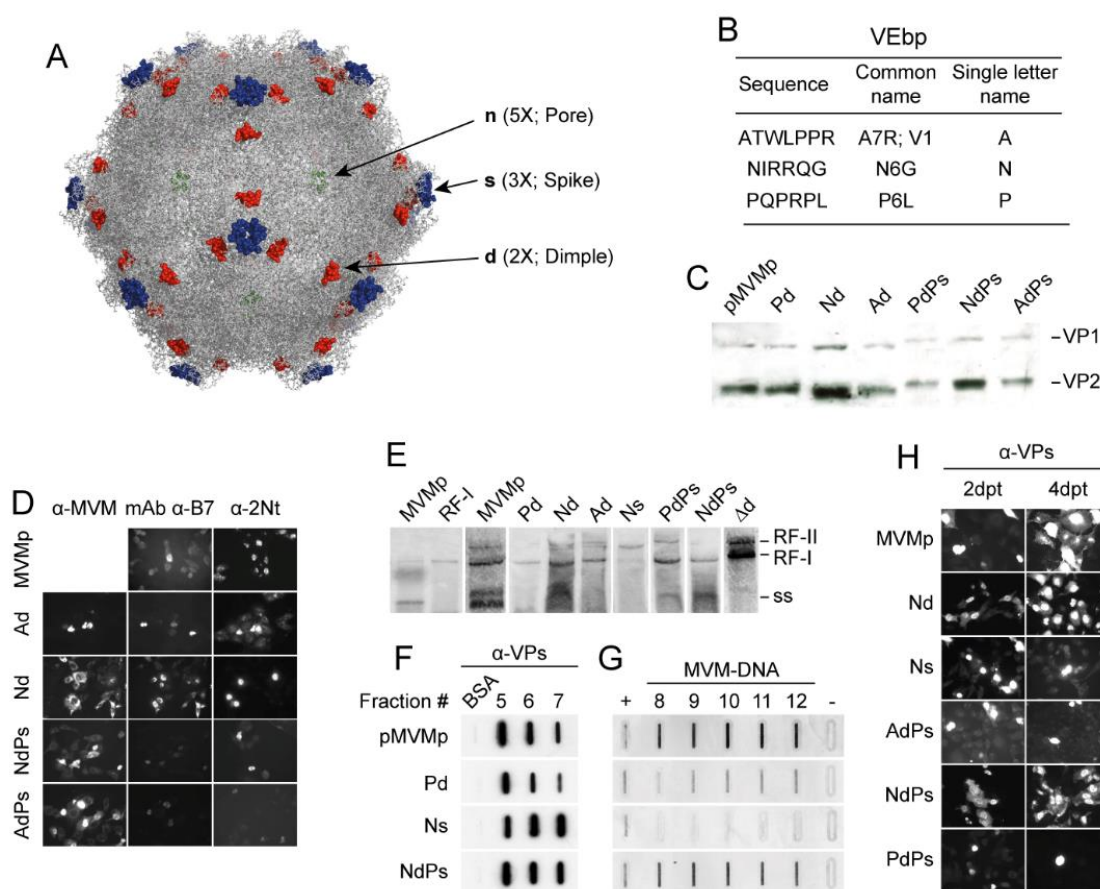 A
n (5X; Pore)
s (3X; Spike)
d (2X; Dimple)
B
VEbp
Sequence Common name Single letter name
ATWLPPR A7R; V1 A
NIRRQG N6G N
PQPRPL P6L P
C
pMVMp Pd Nd Ad PdPs NdPs AdPs
–VP1
–VP2
D
α-MVM mAb α-B7 α-2Nt
MVMp
Ad
Nd
NdPs
AdPs
E
MVMp RF-I MVMp Pd Nd Ad Ns PdPs NdPs Δd
RF-II
RF-I
ss
F
α-VPs
Fraction # BSA 5 6 7
pMVMp
Pd
Ns
NdPs
G
MVM-DNA
+ 8 9 10 11 12 -
H
α-VPs
2dpt 4dpt
MVMp
Nd
Ns
AdPs
NdPs
PdPs